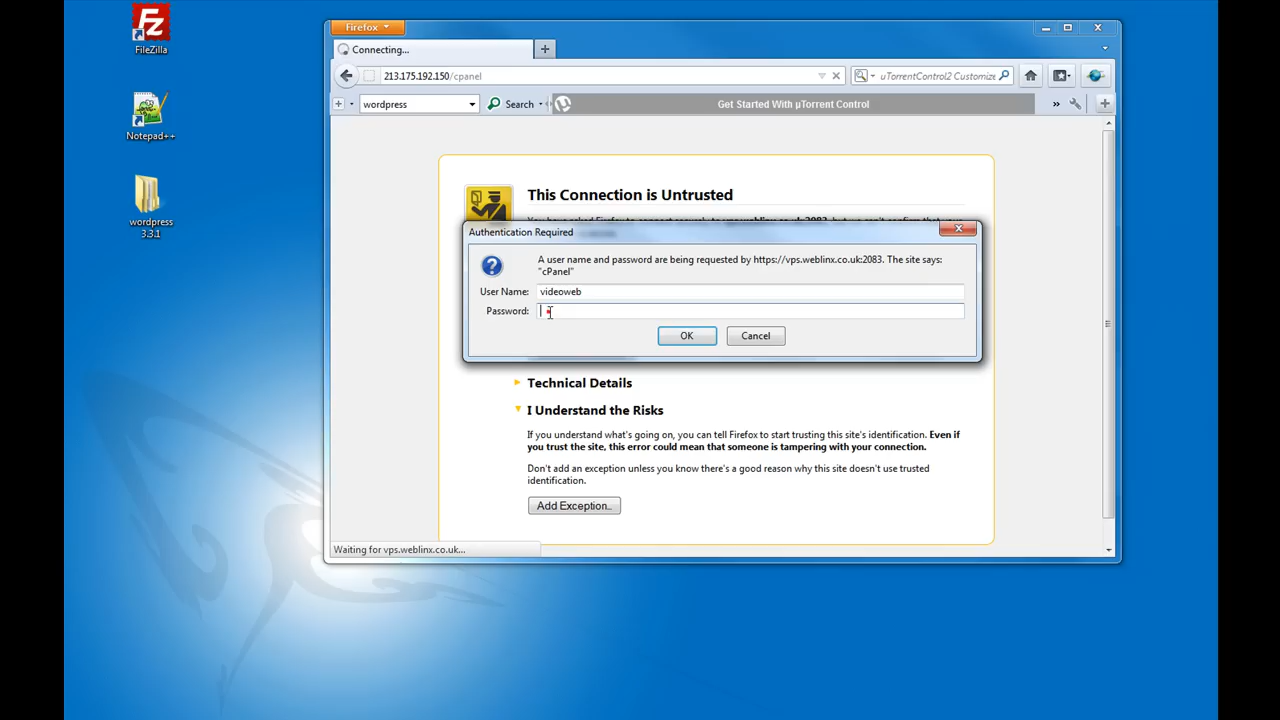 FileZilla
Notepad++
wordpress
3.3.1
Firefox
Connecting...
213.175.192.150/cpanel
uTorrentControl2 Customize
wordpress
Search
Get Started With µTorrent Control
»
This Connection is Untrusted
Authentication Required
A user name and password are being requested by https://vps.weblinx.co.uk:2083. The site says:
"cPanel"
User Name: videoweb
Password:
OK
Cancel
Technical Details
I Understand the Risks
If you understand what's going on, you can tell Firefox to start trusting this site's identification. Even if
you trust the site, this error could mean that someone is tampering with your connection.
Don't add an exception unless you know there's a good reason why this site doesn't use trusted
identification.
Add Exception...
Waiting for vps.weblinx.co.uk...